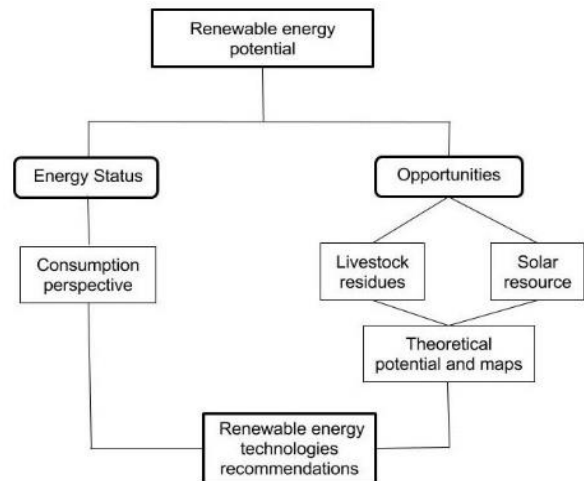 Renewable energy
potential
Energy Status
Opportunities
Consumption
perspective
Livestock
residues
Solar
resource
Theoretical
potential and maps
Renewable energy
technologies
recommendations